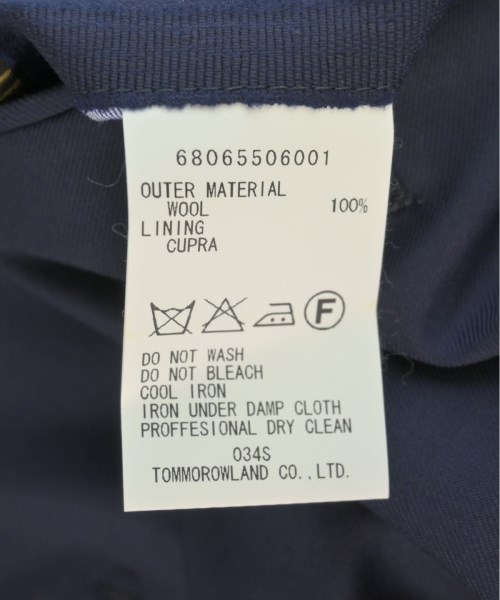 68065506001
OUTER MATERIAL
WOOL 100%
LINING
CUPRA
F
DO NOT WASH
DO NOT BLEACH
COOL IRON
IRON UNDER DAMP CLOTH
PROFFESIONAL DRY CLEAN
034S
TOMMOROWLAND CO.,LTD.